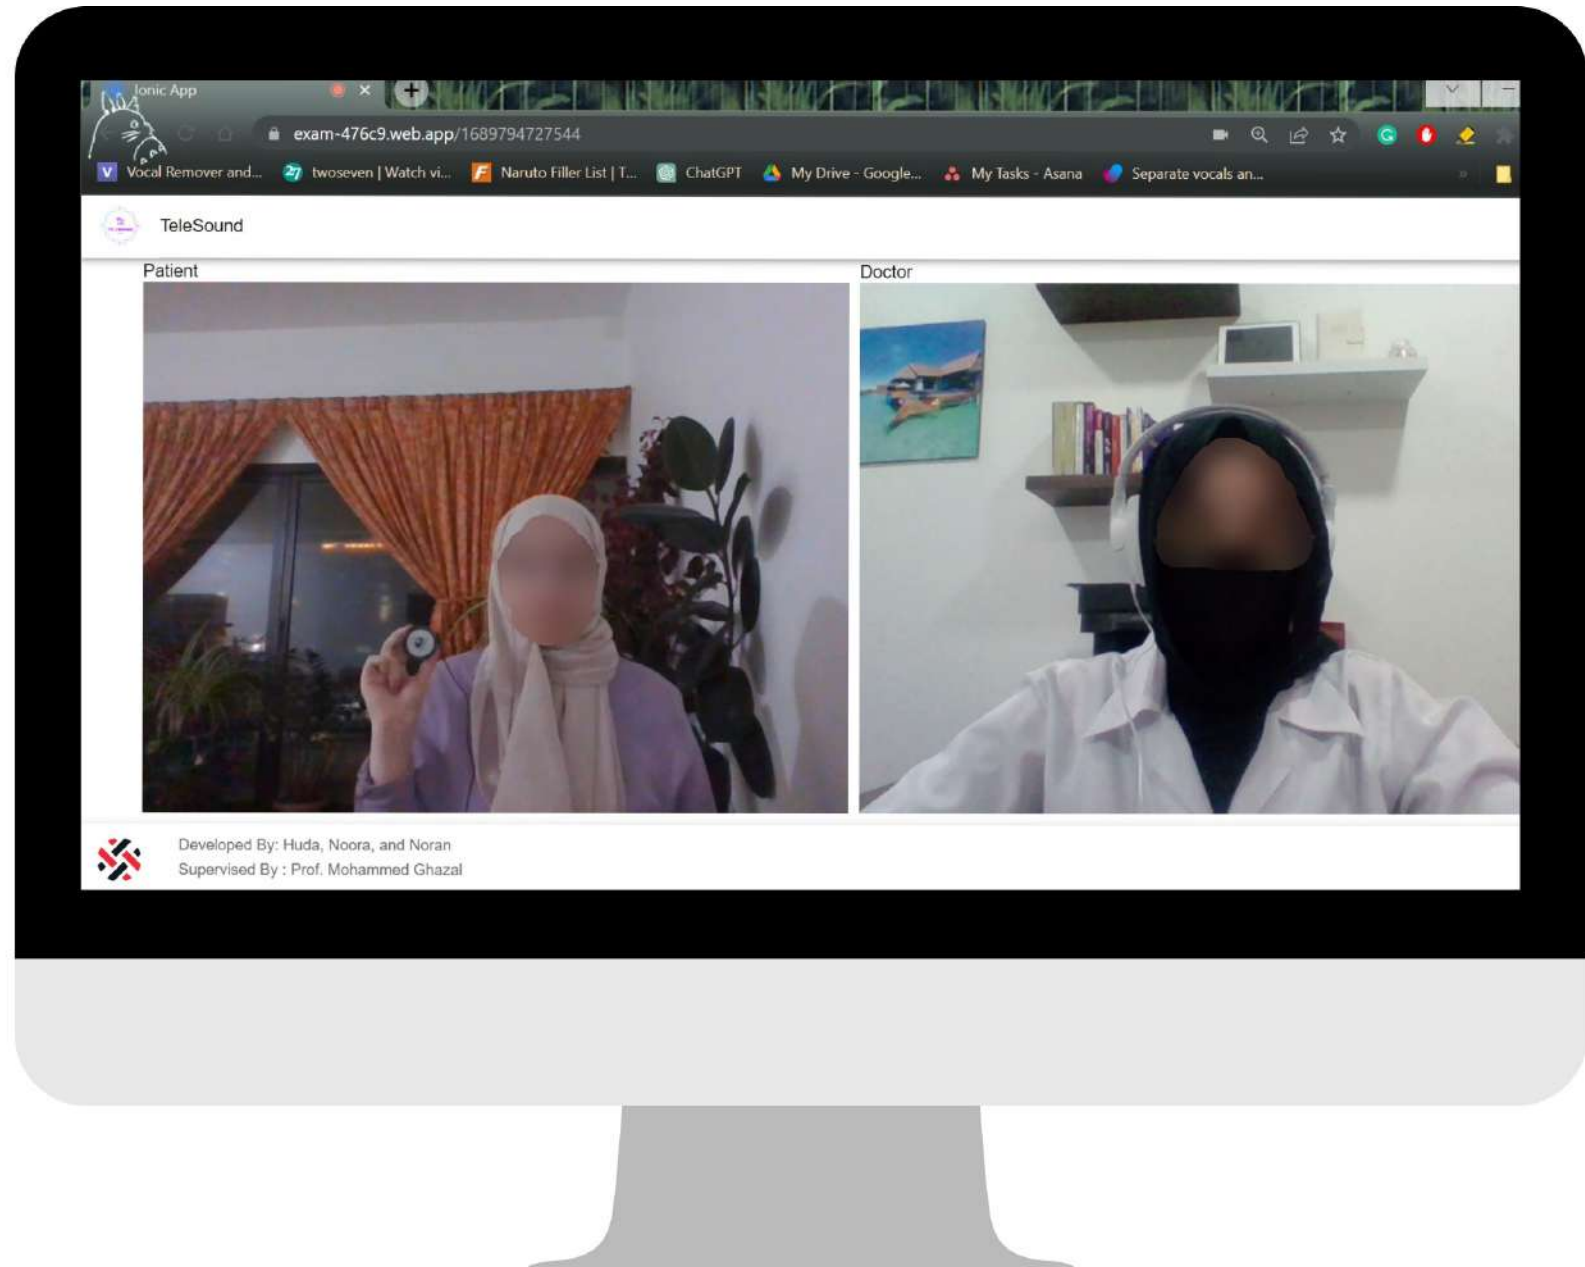 Ionic App
exam-476c9.web.app/1689794727544
Vocal Remover and... twoseven | Watch vi... Naruto Filler List | T... ChatGPT My Drive - Google... My Tasks - Asana Separate vocals an...
TeleSound
Patient
Doctor
Developed By: Huda, Noora, and Noran
Supervised By : Prof. Mohammed Ghazal